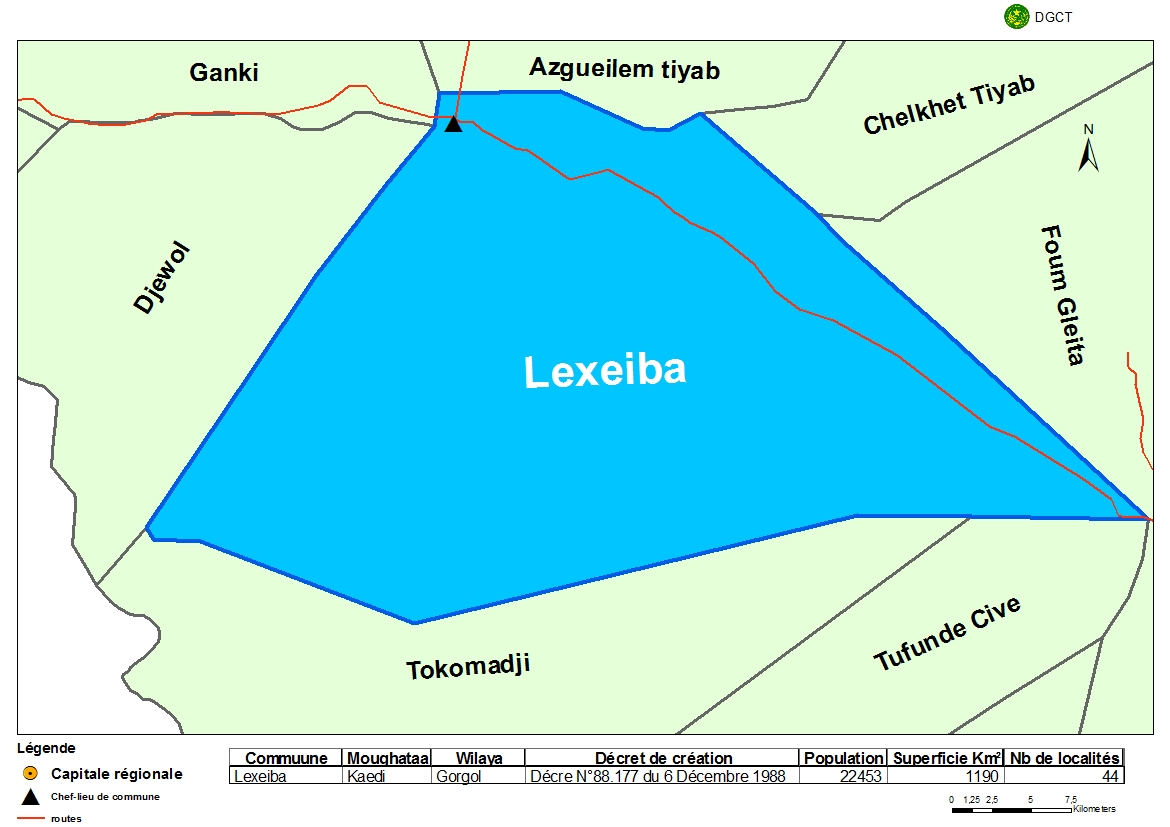 DGCT
Ganki
Azgueilem tiyab
Chelkhet Tiyab
N
Djewol
Foum Gleita
Lexeiba
Tokomadji
Tufunde Cive
Légende
Capitale régionale
Chef-lieu de commune
routes
Commuune Moughataa Wilaya Décret de création Population Superficie Km² Nb de localités
Lexeiba Kaedi Gorgol Décre N°88.177 du 6 Décembre 1988 22453 1190 44
0 1,25 2,5 5 7,5
Kilometers